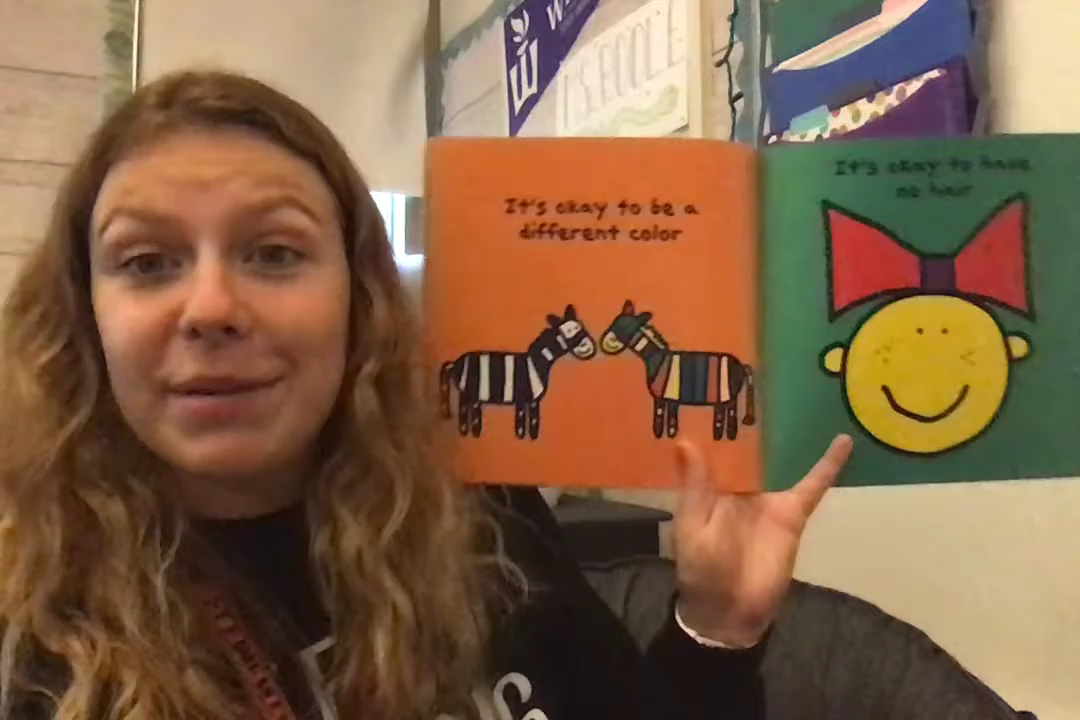 W
It's okay to be a
different color
It's okay to have
no hair